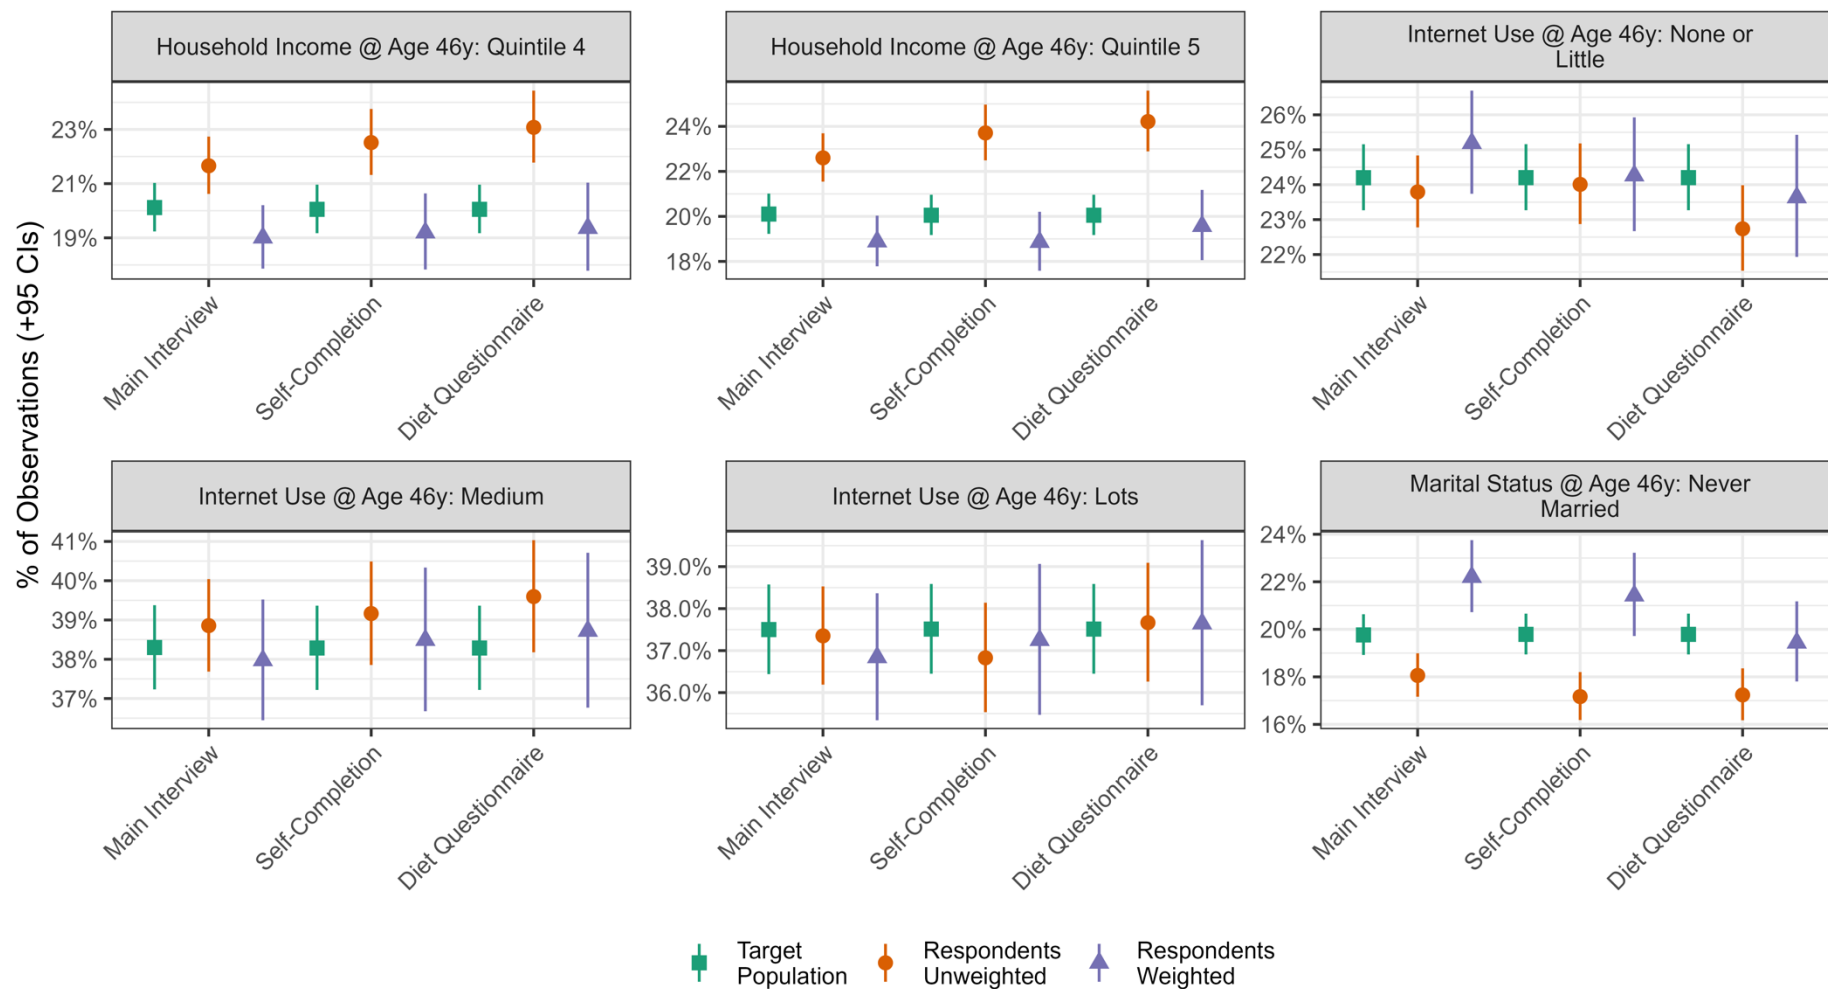 Household Income @ Age 46y: Quintile 4
Household Income @ Age 46y: Quintile 5
Internet Use @ Age 46y: None or
Little
% of Observations (+95 CIs)
23%
21%
19%
24%
22%
20%
18%
26%
25%
24%
23%
22%
Main Interview
Self-Completion
Diet Questionnaire
Main Interview
Self-Completion
Diet Questionnaire
Main Interview
Self-Completion
Diet Questionnaire
Internet Use @ Age 46y: Medium
Internet Use @ Age 46y: Lots
Marital Status @ Age 46y: Never
Married
41%
40%
39%
38%
37%
39.0%
38.0%
37.0%
36.0%
24%
22%
20%
18%
16%
Main Interview
Self-Completion
Diet Questionnaire
Main Interview
Self-Completion
Diet Questionnaire
Main Interview
Self-Completion
Diet Questionnaire
Target
Population
Respondents
Unweighted
Respondents
Weighted